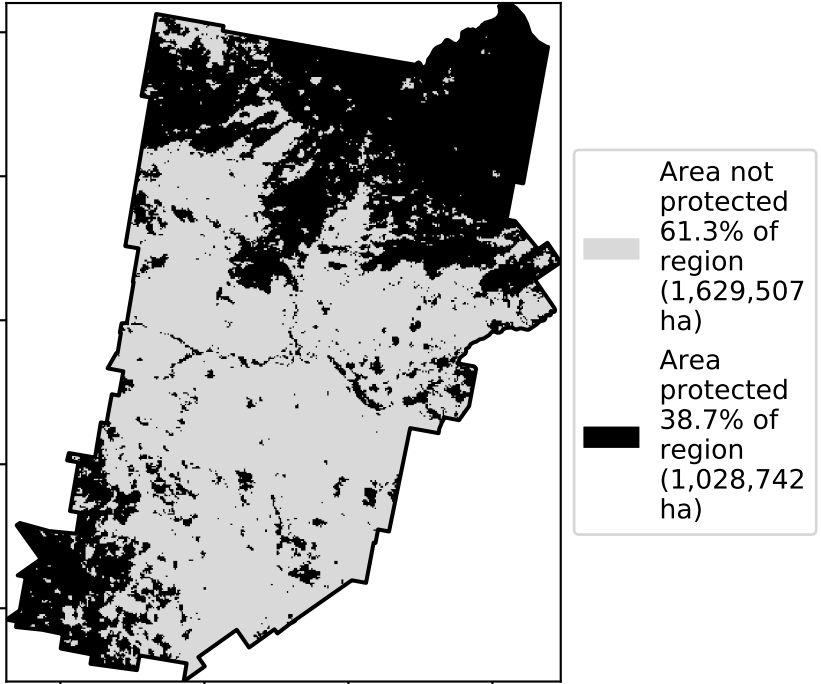 Area not
protected
61.3% of
region
(1,629,507
ha)
Area
protected
38.7% of
region
(1,028,742
ha)